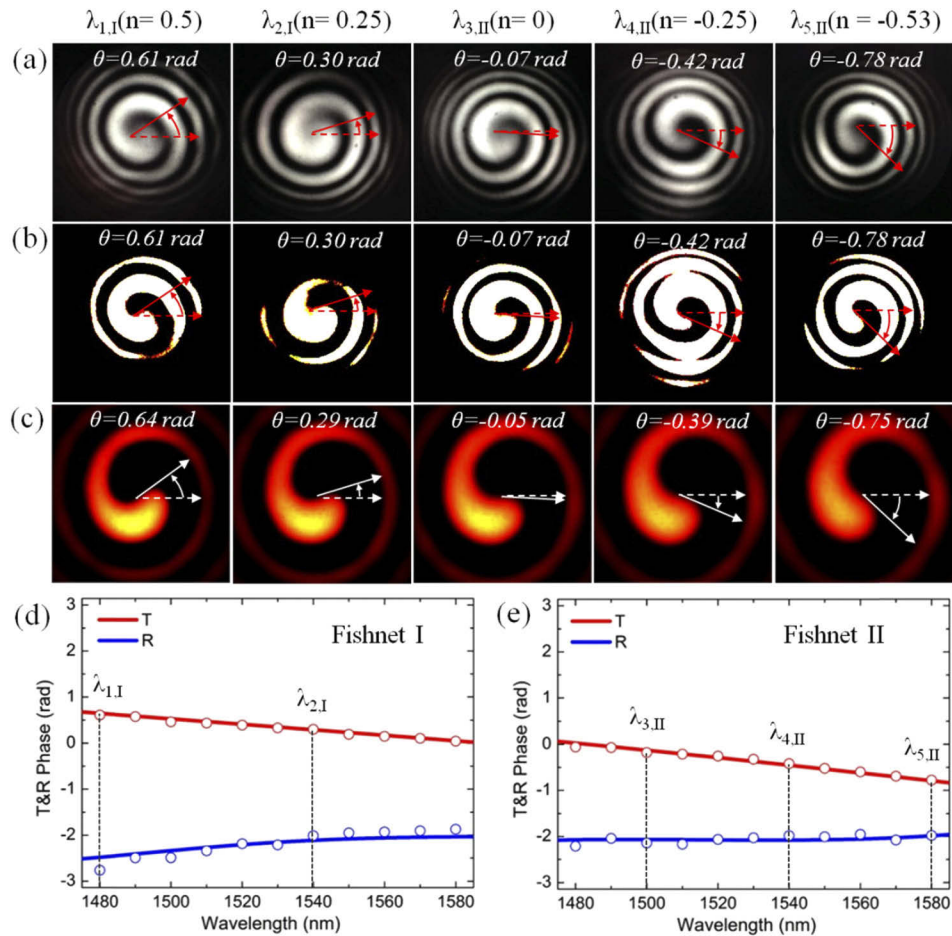 λ1,I(n= 0.5) λ2,I(n= 0.25) λ3,II(n= 0) λ4,II(n= -0.25) λ5,II(n= -0.53)
(a) θ=0.61 rad θ=0.30 rad θ=-0.07 rad θ=-0.42 rad θ=-0.78 rad
(b) θ=0.61 rad θ=0.30 rad θ=-0.07 rad θ=-0.42 rad θ=-0.78 rad
(c) θ=0.64 rad θ=0.29 rad θ=-0.05 rad θ=-0.39 rad θ=-0.75 rad
(d)
T&R Phase (rad)
3
2
1
0
-1
-2
-3
T
R
Fishnet I
λ1,I
λ2,I
1480 1500 1520 1540 1560 1580
Wavelength (nm)
(e)
T&R Phase (rad)
3
2
1
0
-1
-2
-3
T
R
Fishnet II
λ3,II
λ4,II
λ5,II
1480 1500 1520 1540 1560 1580
Wavelength (nm)